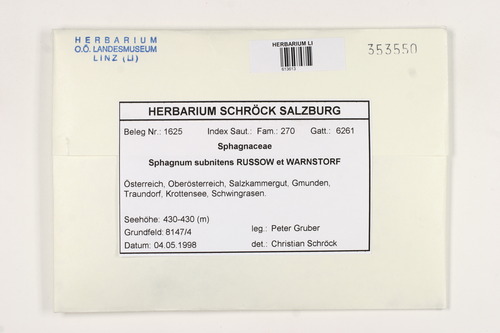 HERBARIUM
O.Ö. LANDESMUSEUM
LINZ (LI)
HERBARIUM LI
353550
HERBARIUM SCHRÖCK SALZBURG
Beleg Nr.: 1625 Index Saut.: Fam.: 270 Gatt.: 6261
Sphagnaceae
Sphagnum subnitens RUSSOW et WARNSTORF
Österreich, Oberösterreich, Salzkammergut, Gmunden,
Traundorf, Krottensee, Schwingrasen.
Seehöhe: 430-430 (m)
Grundfeld: 8147/4 leg.: Peter Gruber
Datum: 04.05.1998 det.: Christian Schröck